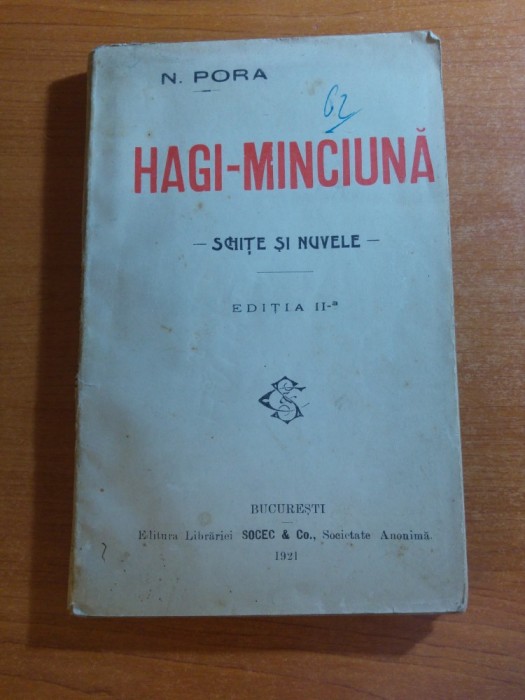 N. PORA
62
HAGI-MINCIUNĂ
— SCHIȚE ȘI NUVELE —
EDIȚIA II-a
BUCUREȘTI
Editura Librăriei SOCEC & Co., Societate Anonimă.
1921